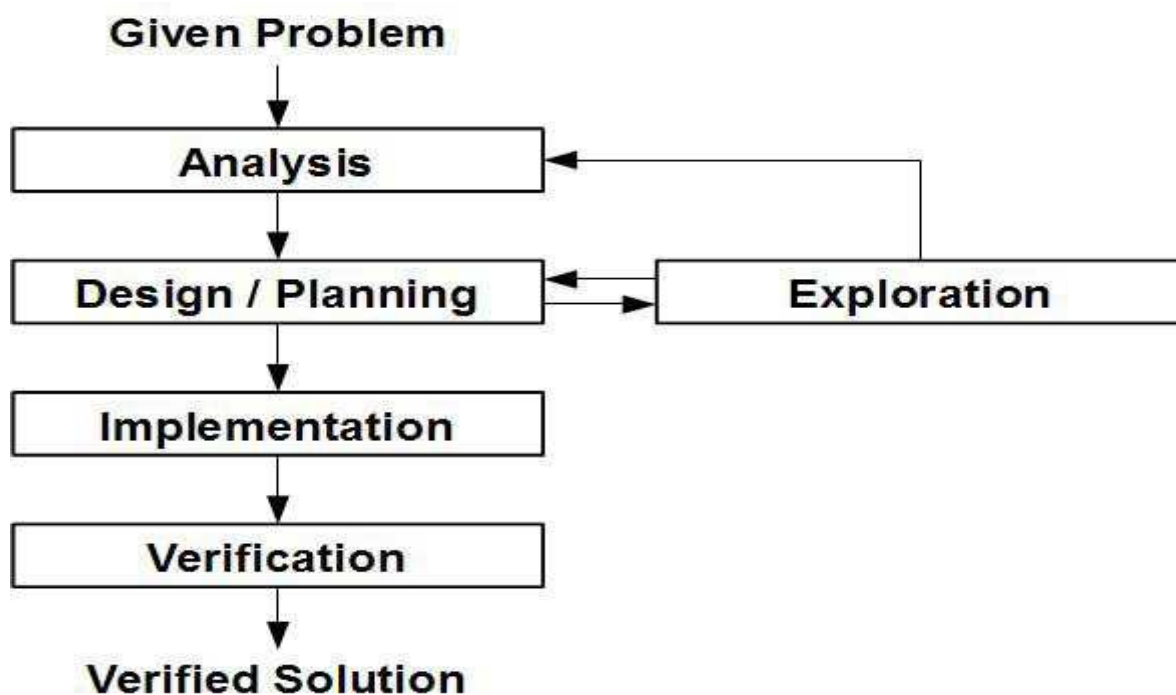 Given Problem
Analysis
Design / Planning
Exploration
Implementation
Verification
Verified Solution